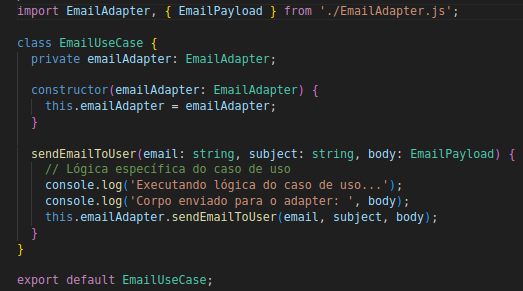 import EmailAdapter, { EmailPayload } from './EmailAdapter.js';
class EmailUseCase {
private emailAdapter: EmailAdapter;
constructor(emailAdapter: EmailAdapter) {
this.emailAdapter = emailAdapter;
}
sendEmailToUser(email: string, subject: string, body: EmailPayload) {
// Lógica específica do caso de uso
console.log('Executando lógica do caso de uso...');
console.log('Corpo enviado para o adapter: ', body);
this.emailAdapter.sendEmailToUser(email, subject, body);
}
}
export default EmailUseCase;